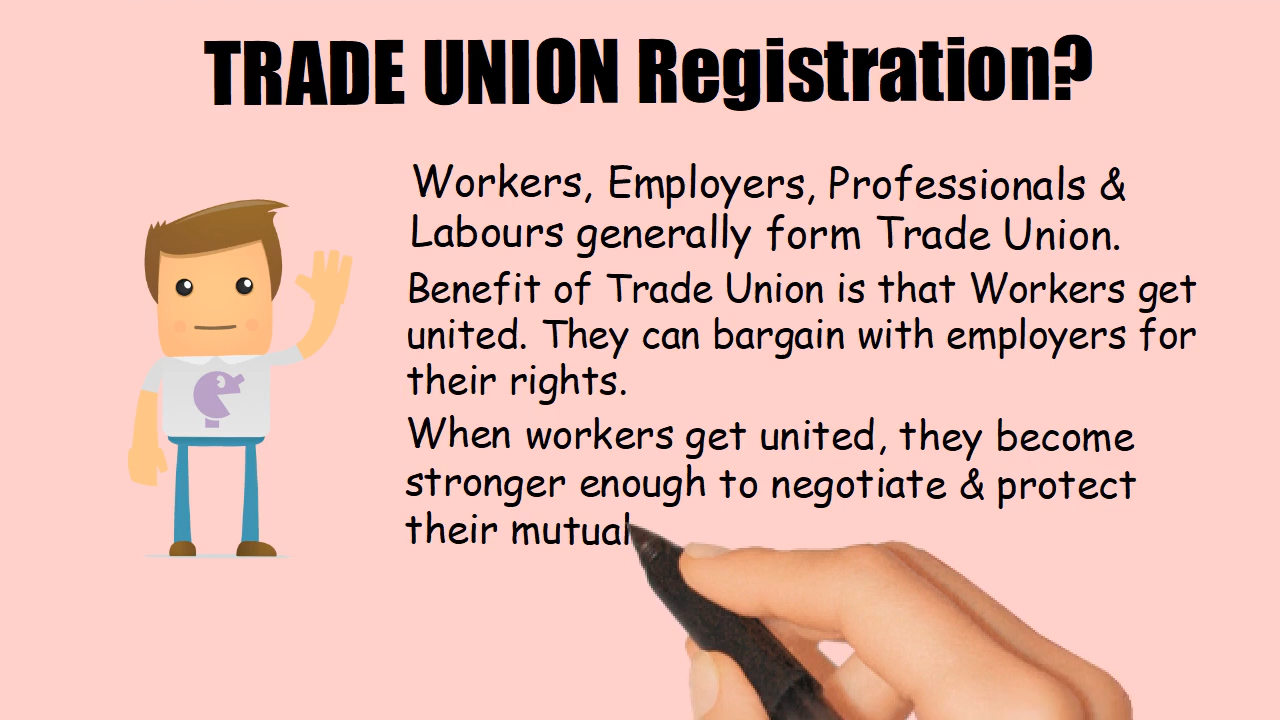 TRADE UNION Registration?
Workers, Employers, Professionals &
Labours generally form Trade Union.
Benefit of Trade Union is that Workers get
united. They can bargain with employers for
their rights.
When workers get united, they become
stronger enough to negotiate & protect
their mutual